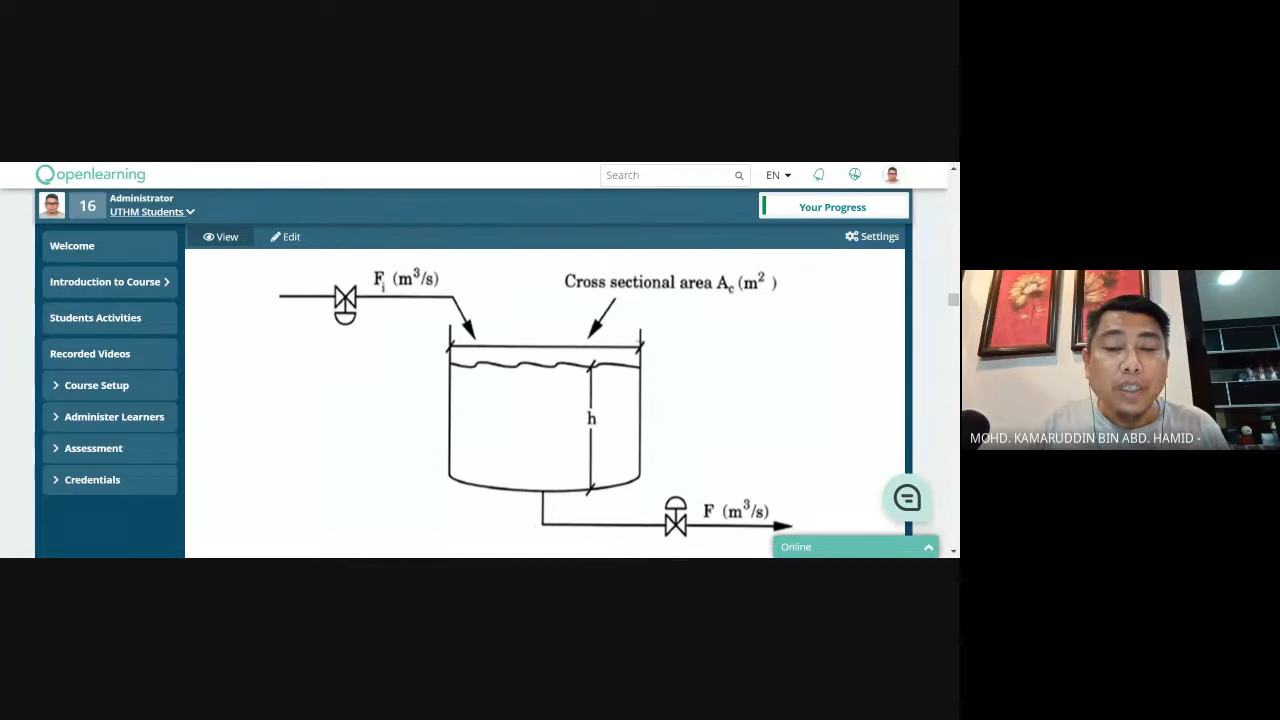 openlearning
Search
EN
16
Administrator
UTHM Students
Your Progress
View
Edit
Settings
Welcome
Introduction to Course
Students Activities
Recorded Videos
Course Setup
Administer Learners
Assessment
Credentials
Fi (m³/s)
Cross sectional area Ac (m²)
h
F (m³/s)
Online
MOHD. KAMARUDDIN BIN ABD. HAMID -